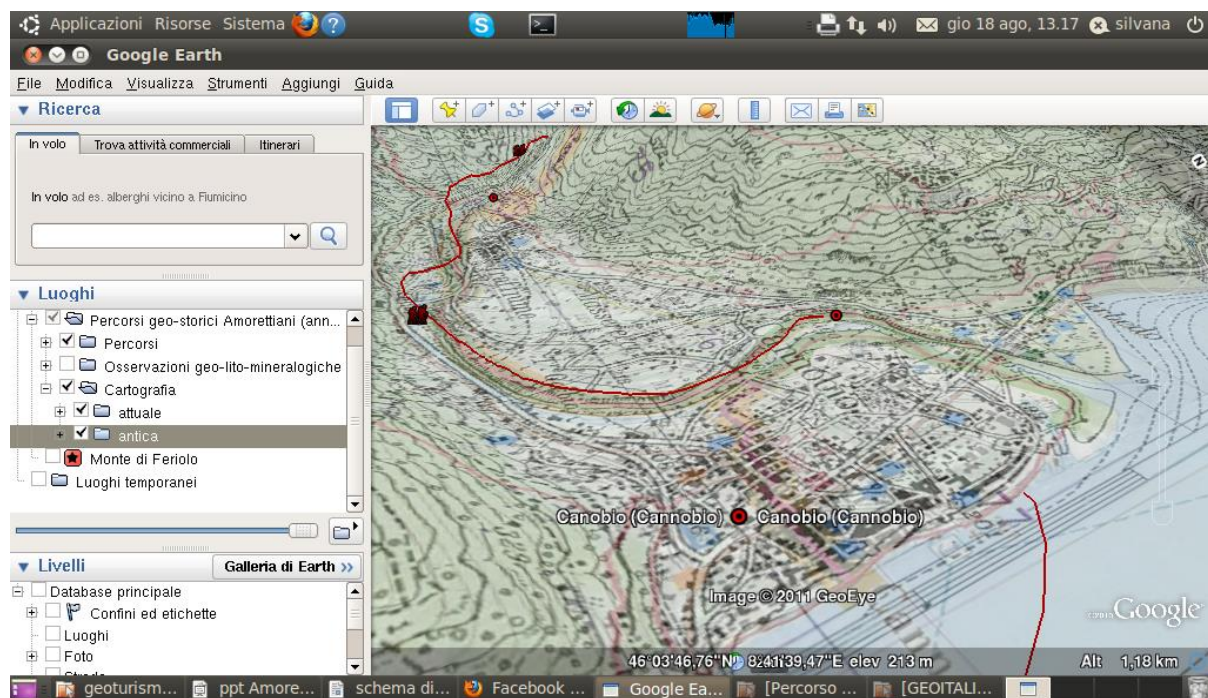 Applicazioni Risorse Sistema gio 18 ago, 13.17 silvana
Google Earth
File Modifica Visualizza Strumenti Aggiungi Guida
Ricerca
In volo Trova attività commerciali Itinerari
In volo ad es. alberghi vicino a Fiumicino
Luoghi
Percorsi geo-storici Amorettiani (ann...
Percorsi
Osservazioni geo-lito-mineralogiche
Cartografia
attuale
antica
Monte di Feriolo
Luoghi temporanei
Livelli Galleria di Earth »
Database principale
Confini ed etichette
Luoghi
Foto
Canobio (Cannobio) Canobio (Cannobio)
Image © 2011 GeoEye
Google
46°03'46,76"N elev 213 m Alt 1,18 km
geoturism... ppt Amore... schema di... Facebook ... Google Ea... [Percorso ... [GEOITALI...